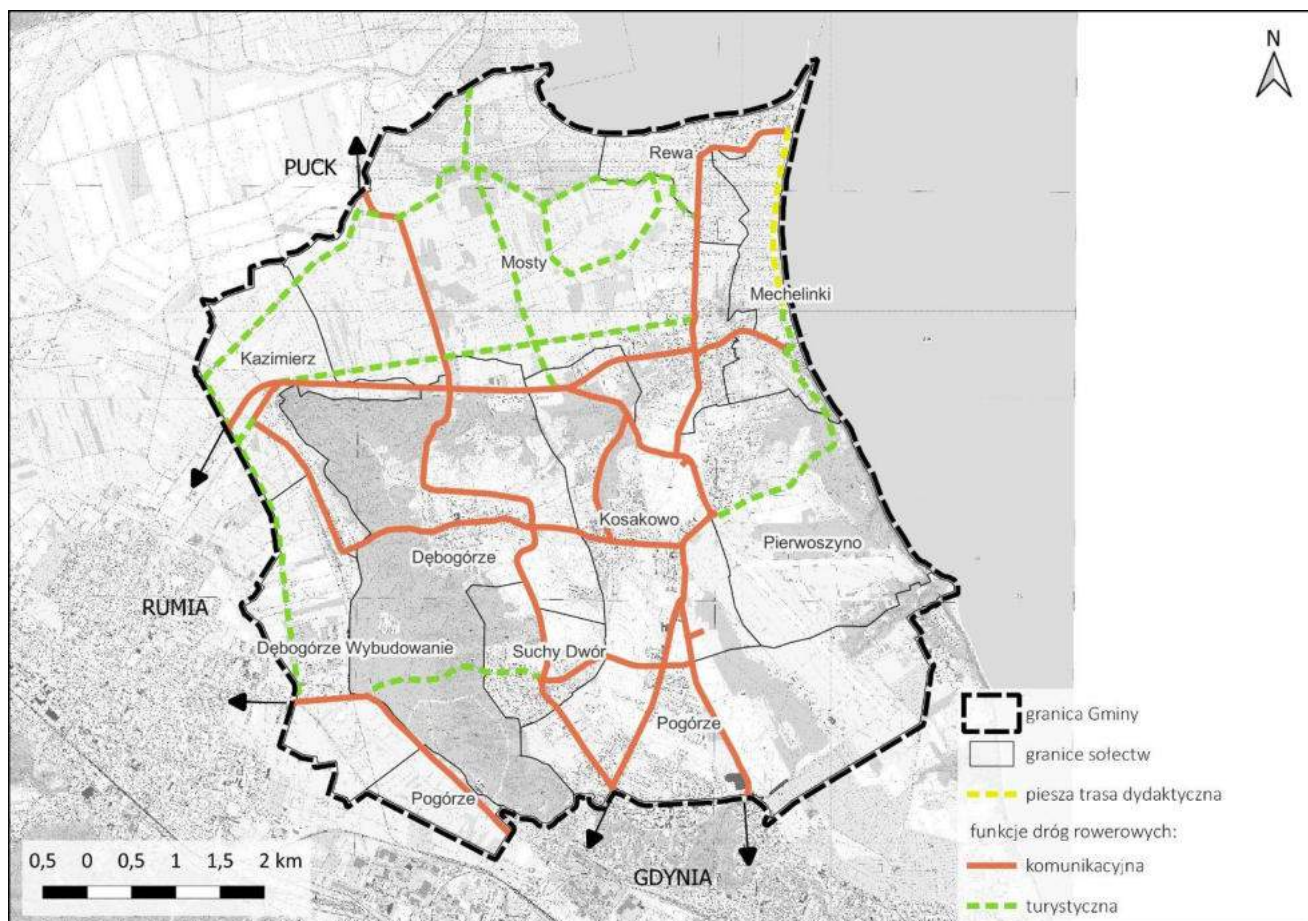 N
PUCK
Rewa
Mosty
Mechelinki
Kazimierz
Kosakowo
Pierwoszyno
Dębogórze
RUMIA
Dębogórze Wybudowanie
Suchy Dwór
Pogórze
Pogórze
GDYNIA
0,5 0 0,5 1 1,5 2 km
granica Gminy
granice sołectw
piesza trasa dydaktyczna
funkcje dróg rowerowych:
komunikacyjna
turystyczna